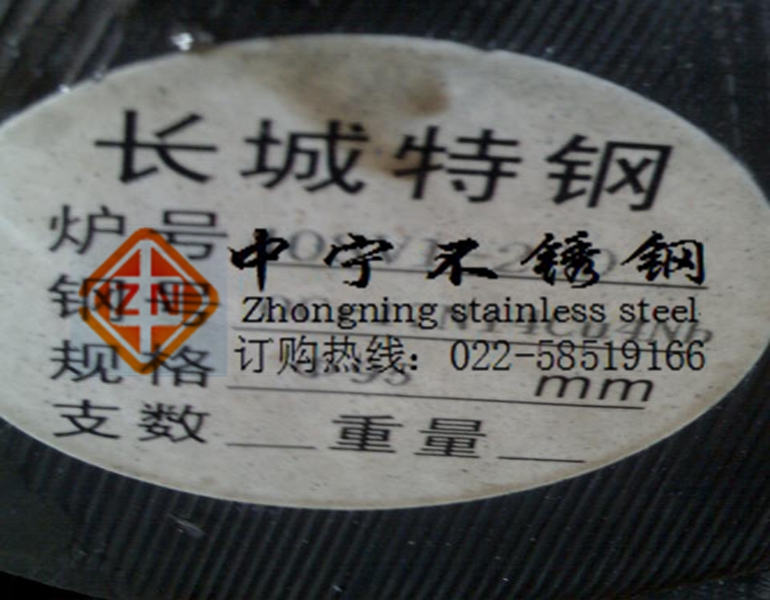 长城特钢
炉号
中宁不锈钢
ZN
钢号
Zhongning stainless steel
规格
订购热线：022-58519166
mm
支数 重量